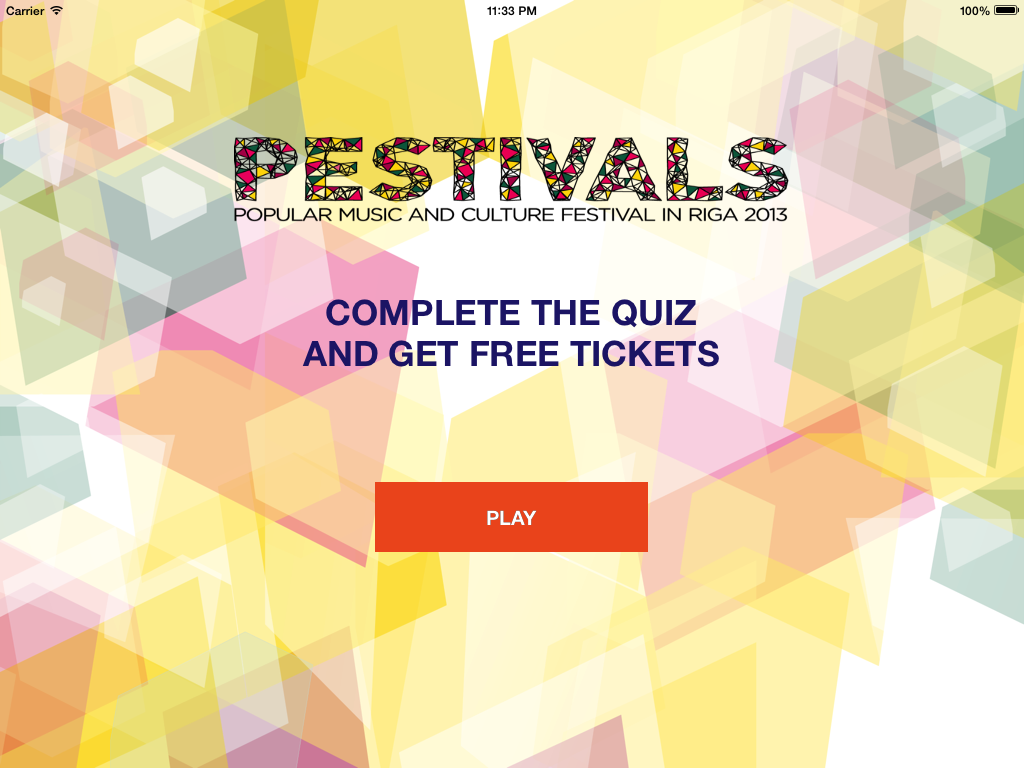 Carrier 11:33 PM 100%
PESTIVALS
POPULAR MUSIC AND CULTURE FESTIVAL IN RIGA 2013
COMPLETE THE QUIZ
AND GET FREE TICKETS
PLAY